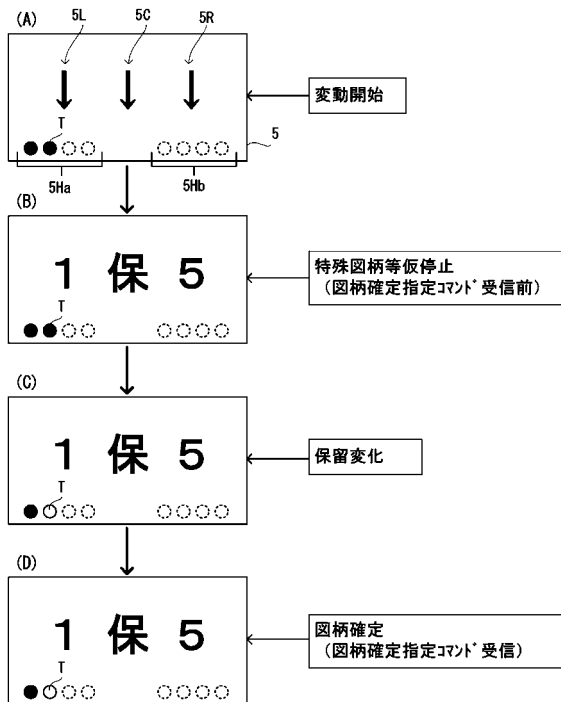 (A)
5L 5C 5R
変動開始
T
5
5Ha 5Hb
(B)
1 保 5
特殊図柄等仮停止
（図柄確定指定ｺﾏﾝﾄﾞ受信前）
T
(C)
1 保 5
保留変化
T
(D)
1 保 5
図柄確定
（図柄確定指定ｺﾏﾝﾄﾞ受信）
T